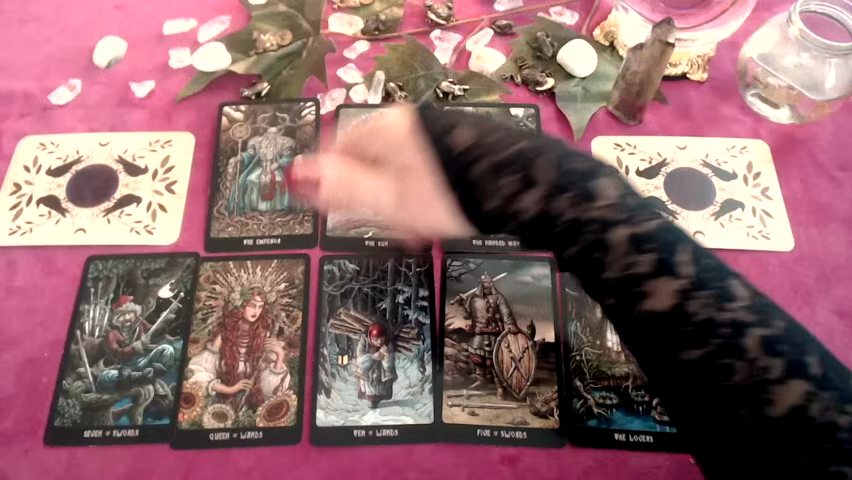 THE EMPEROR
THE SUN
THE HANGED MAN
SEVEN of SWORDS
QUEEN of WANDS
TEN of WANDS
FIVE of SWORDS
THE LOVERS